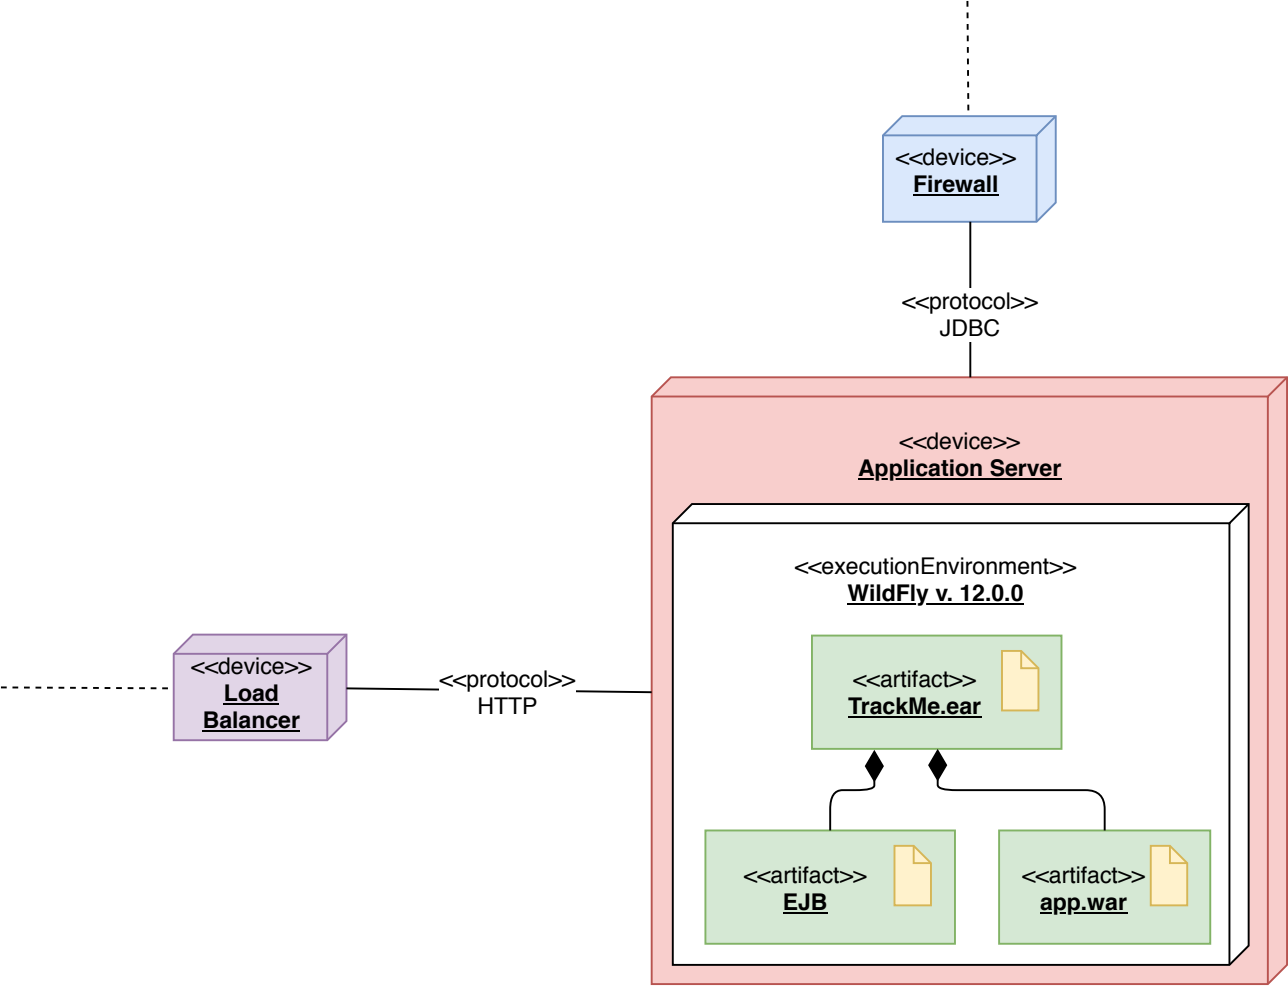 <<device>>
Firewall
<<protocol>>
JDBC
<<device>>
Application Server
<<executionEnvironment>>
WildFly v. 12.0.0
<<device>>
Load
Balancer
<<protocol>>
HTTP
<<artifact>>
TrackMe.ear
<<artifact>>
EJB
<<artifact>>
app.war